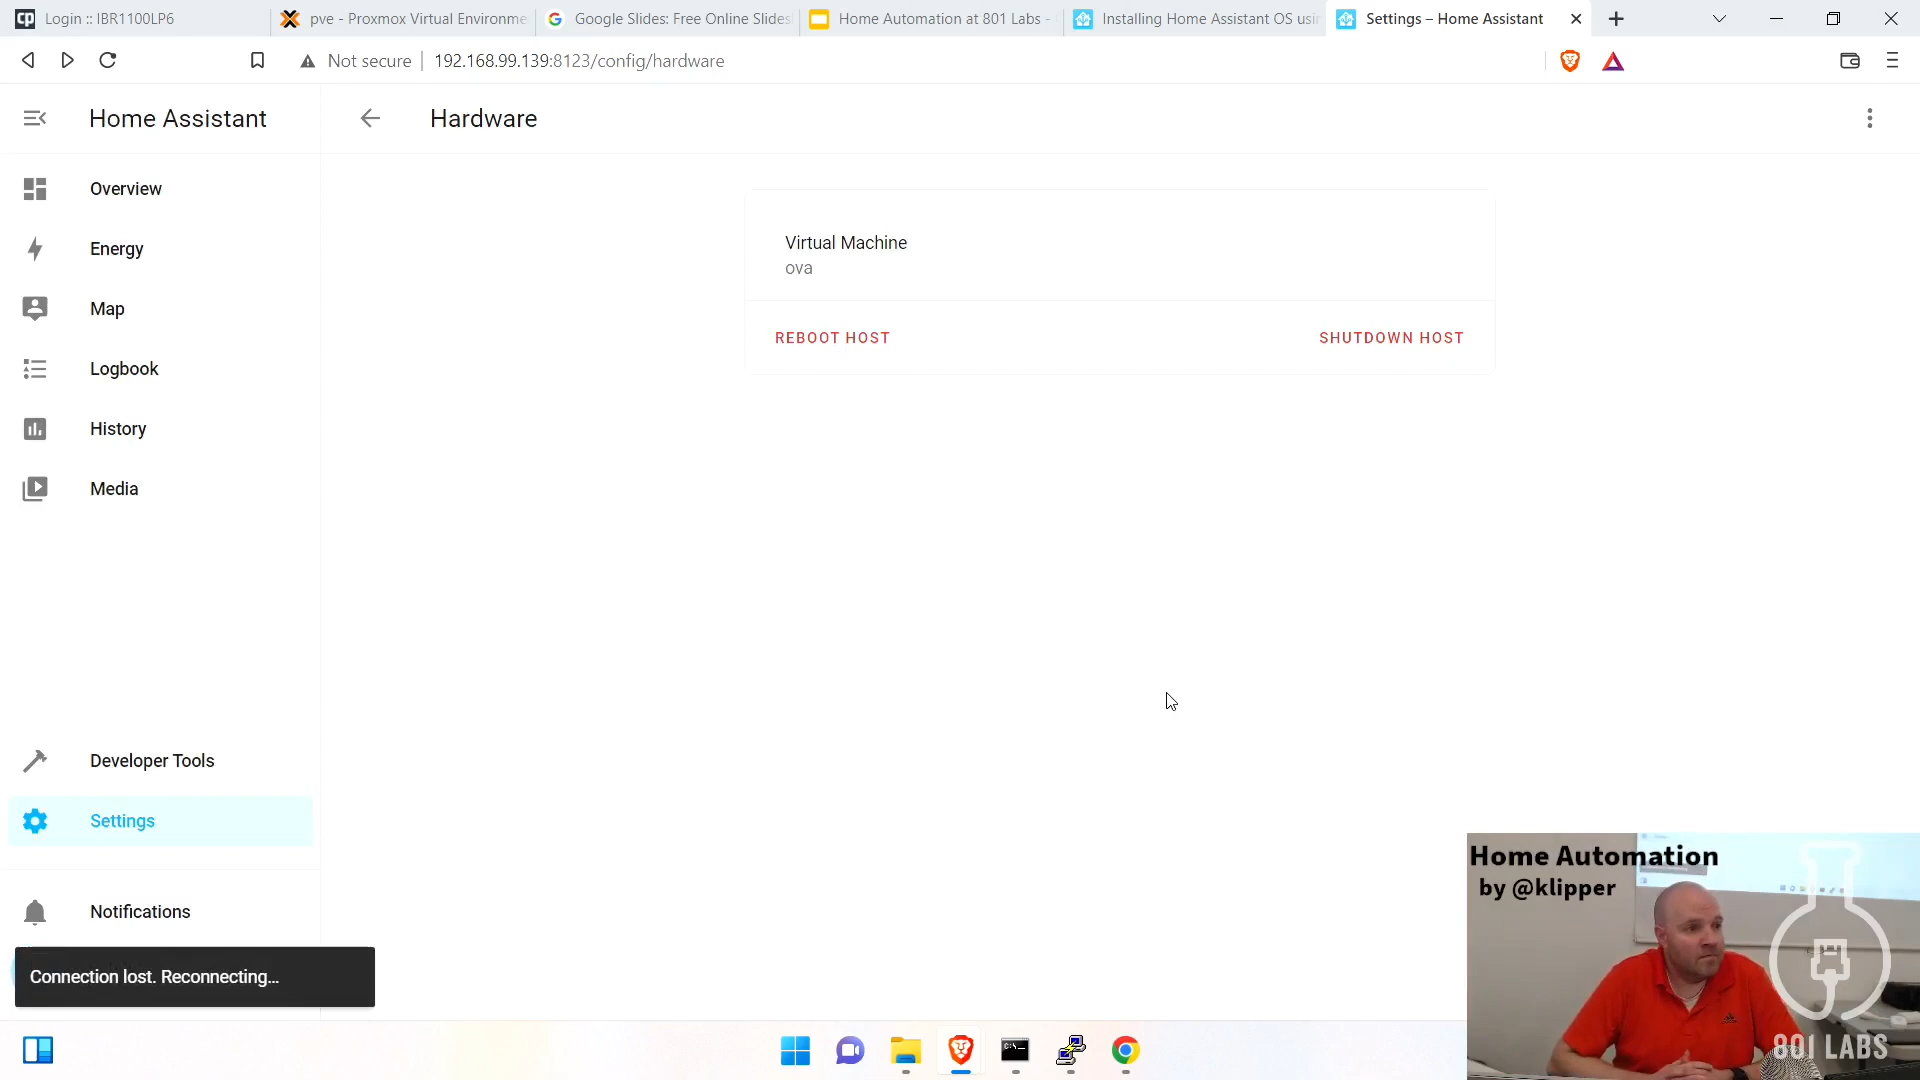 Login :: IBR1100LP6
pve - Proxmox Virtual Environme
Google Slides: Free Online Slides
Home Automation at 801 Labs -
Installing Home Assistant OS usin
Settings – Home Assistant
Not secure
192.168.99.139:8123/config/hardware
Home Assistant
Hardware
Overview
Energy
Map
Logbook
History
Media
Developer Tools
Settings
Notifications
Connection lost. Reconnecting...
Virtual Machine
ova
REBOOT HOST
SHUTDOWN HOST
Home Automation
by @klipper
801 LABS